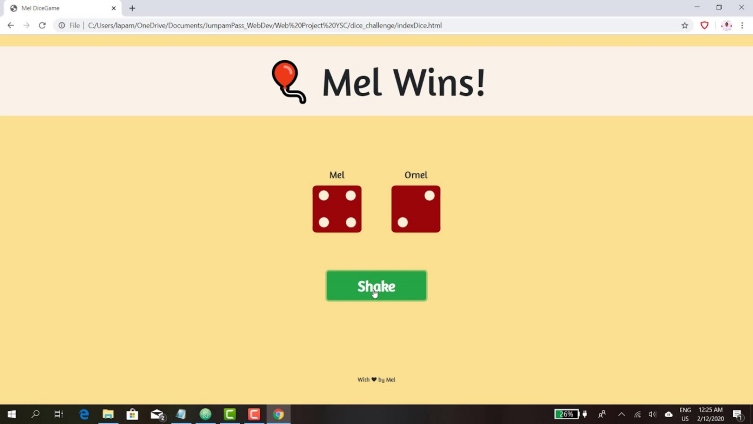 Mel DiceGame
File | C:/Users/lapam/OneDrive/Documents/JumpamPass_WebDev/Web%20Project%20YSC/dice_challenge/indexDice.html
Mel Wins!
Mel
Omel
Shake
With ❤ by Mel
26%
ENG
US
12:25 AM
2/12/2020